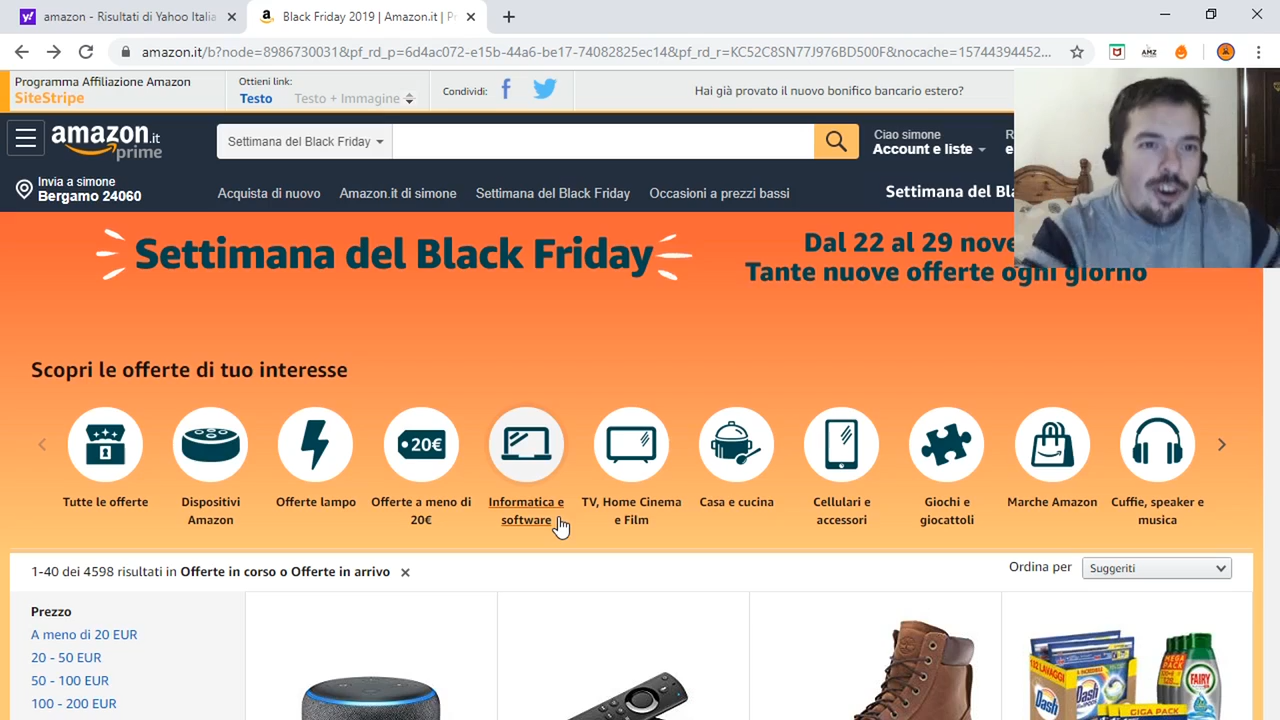 amazon - Risultati di Yahoo Italia
Black Friday 2019 | Amazon.it | Pr
amazon.it/b?node=8986730031&pf_rd_p=6d4ac072-e15b-44a6-be17-74082825ec14&pf_rd_r=KC52C8SN77J976BD500F&nocache=15744394452...
Programma Affiliazione Amazon
SiteStripe
Ottieni link:
Testo
Testo + Immagine
Condividi:
Hai già provato il nuovo bonifico bancario estero?
amazon.it
prime
Settimana del Black Friday
Ciao simone
Account e liste
Invia a simone
Bergamo 24060
Acquista di nuovo
Amazon.it di simone
Settimana del Black Friday
Occasioni a prezzi bassi
Settimana del Bla
Settimana del Black Friday
Dal 22 al 29 nove
Tante nuove offerte ogni giorno
Scopri le offerte di tuo interesse
20€
Tutte le offerte
Dispositivi
Amazon
Offerte lampo
Offerte a meno di
20€
Informatica e
software
TV, Home Cinema
e Film
Casa e cucina
Cellulari e
accessori
Giochi e
giocattoli
Marche Amazon
Cuffie, speaker e
musica
1-40 dei 4598 risultati in Offerte in corso o Offerte in arrivo
Ordina per
Suggeriti
Prezzo
A meno di 20 EUR
20 - 50 EUR
50 - 100 EUR
100 - 200 EUR
MEGA
PACK
Dash
Dash
FAIRY
GIGA PACK